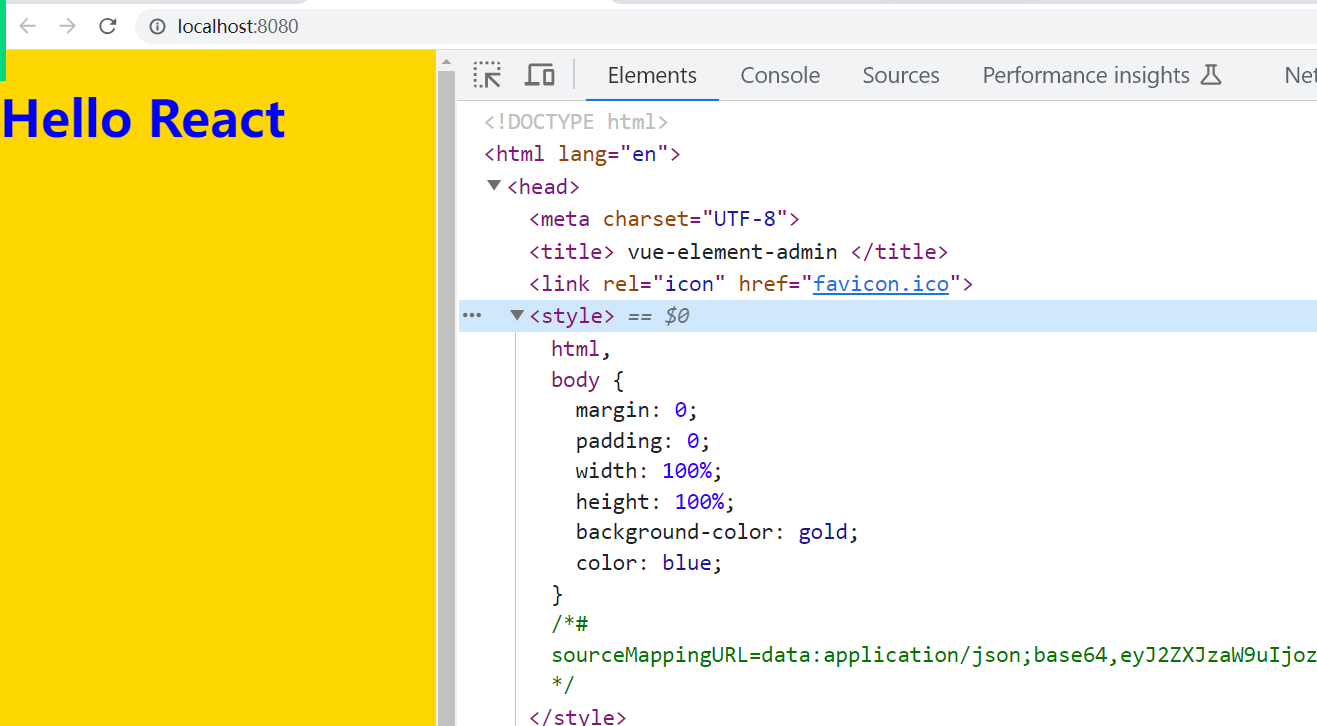 localhost:8080
Hello React
Elements Console Sources Performance insights Net
<!DOCTYPE html>
<html lang="en">
<head>
<meta charset="UTF-8">
<title> vue-element-admin </title>
<link rel="icon" href="favicon.ico">
<style> == $0
html,
body {
margin: 0;
padding: 0;
width: 100%;
height: 100%;
background-color: gold;
color: blue;
}
/*#
sourceMappingURL=data:application/json;base64,eyJ2ZXJzaW9uIjoz
*/
</style>